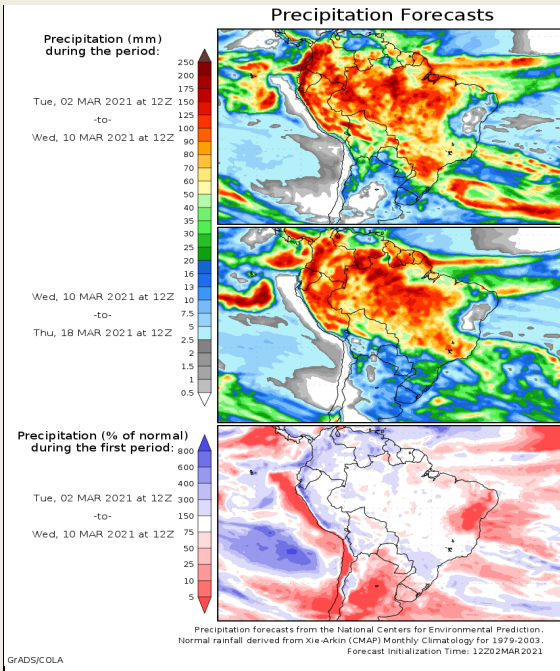 Precipitation Forecasts
Precipitation (mm)
during the period:
Tue, 02 MAR 2021 at 12Z
-to-
Wed, 10 MAR 2021 at 12Z
250
200
175
150
125
100
90
80
70
60
50
40
35
30
25
20
16
13
10
7.5
5
2.5
2
1.5
1
0.5
Wed, 10 MAR 2021 at 12Z
-to-
Thu, 18 MAR 2021 at 12Z
Precipitation (% of normal)
during the first period:
Tue, 02 MAR 2021 at 12Z
-to-
Wed, 10 MAR 2021 at 12Z
800
600
400
300
150
75
50
25
10
5
Precipitation forecasts from the National Centers for Environmental Prediction.
Normal rainfall derived from Xie-Arkin (CMAP) Monthly Climatology for 1979-2003.
Forecast Initialization Time: 12Z02MAR2021
GrADS/COLA